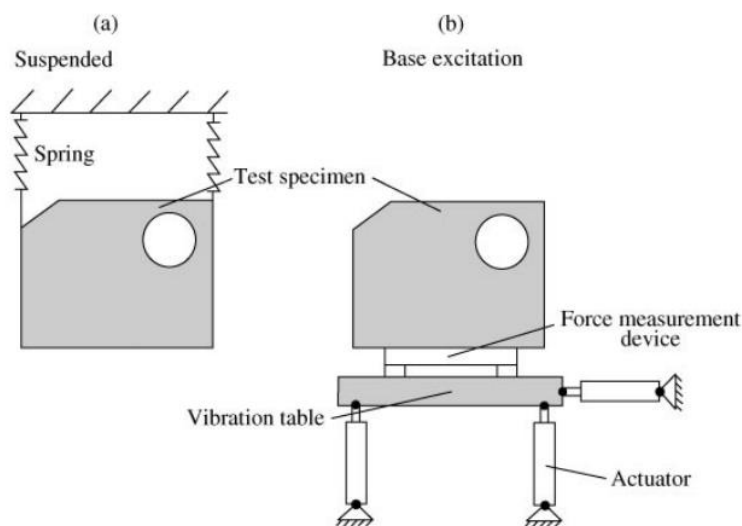 (a)
(b)
Suspended
Base excitation
Spring
Test specimen
Force measurement
device
Vibration table
Actuator